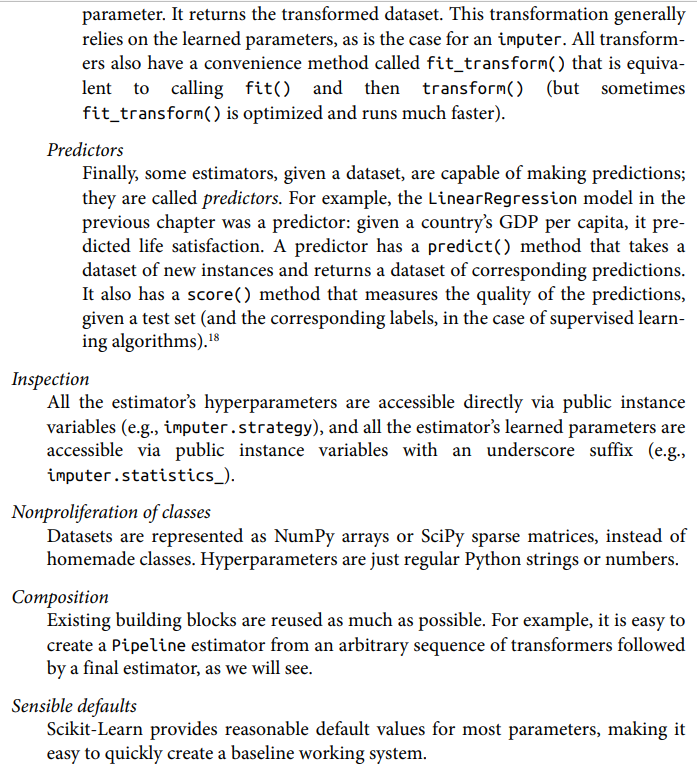 parameter. It returns the transformed dataset. This transformation generally
relies on the learned parameters, as is the case for an imputer. All transform-
ers also have a convenience method called fit_transform() that is equiva-
lent to calling fit() and then transform() (but sometimes
fit_transform() is optimized and runs much faster).
Predictors
Finally, some estimators, given a dataset, are capable of making predictions;
they are called predictors. For example, the LinearRegression model in the
previous chapter was a predictor: given a country’s GDP per capita, it pre-
dicted life satisfaction. A predictor has a predict() method that takes a
dataset of new instances and returns a dataset of corresponding predictions.
It also has a score() method that measures the quality of the predictions,
given a test set (and the corresponding labels, in the case of supervised learn-
ing algorithms).18
Inspection
All the estimator’s hyperparameters are accessible directly via public instance
variables (e.g., imputer.strategy), and all the estimator’s learned parameters are
accessible via public instance variables with an underscore suffix (e.g.,
imputer.statistics_).
Nonproliferation of classes
Datasets are represented as NumPy arrays or SciPy sparse matrices, instead of
homemade classes. Hyperparameters are just regular Python strings or numbers.
Composition
Existing building blocks are reused as much as possible. For example, it is easy to
create a Pipeline estimator from an arbitrary sequence of transformers followed
by a final estimator, as we will see.
Sensible defaults
Scikit-Learn provides reasonable default values for most parameters, making it
easy to quickly create a baseline working system.